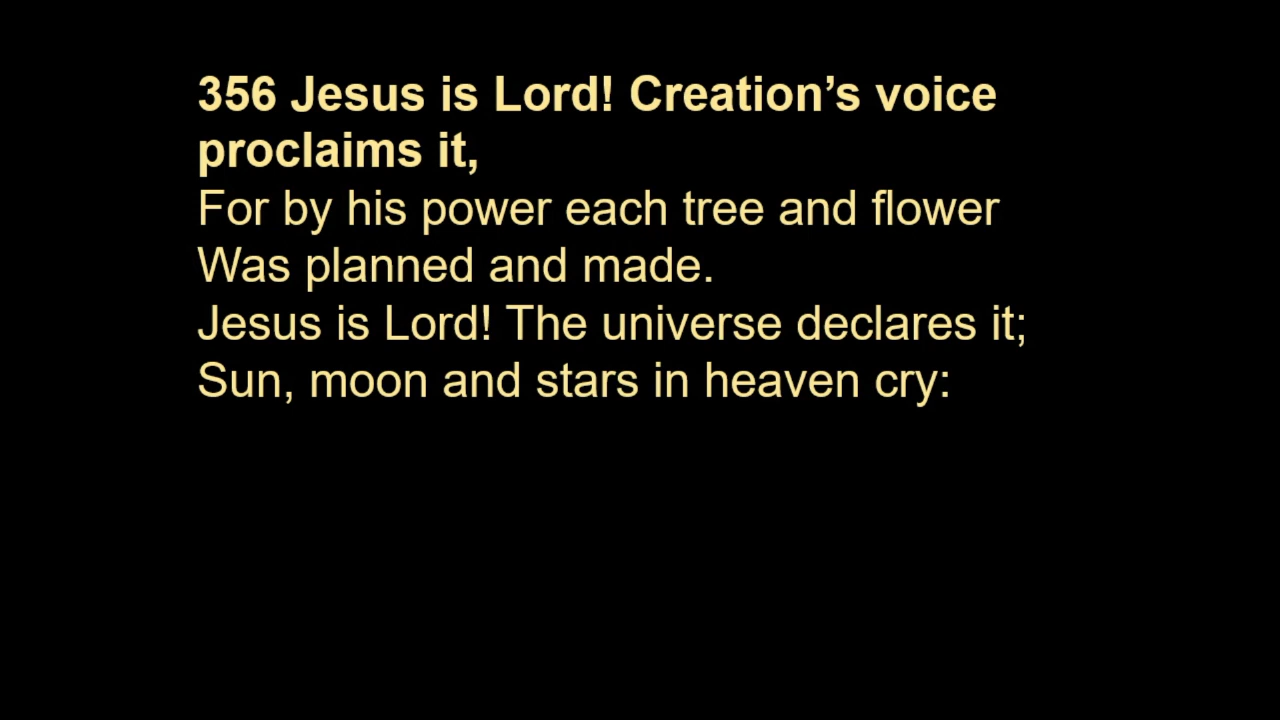 356 Jesus is Lord! Creation’s voice
proclaims it,
For by his power each tree and flower
Was planned and made.
Jesus is Lord! The universe declares it;
Sun, moon and stars in heaven cry: